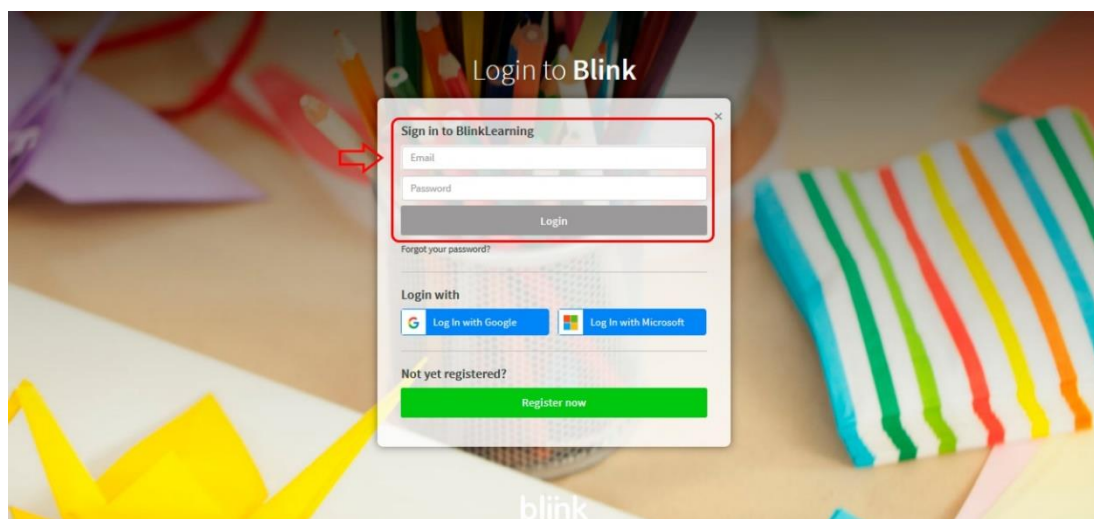 Login to Blink
Sign in to BlinkLearning
Email
Password
Login
Forgot your password?
Login with
Log In with Google
Log In with Microsoft
Not yet registered?
Register now
blink